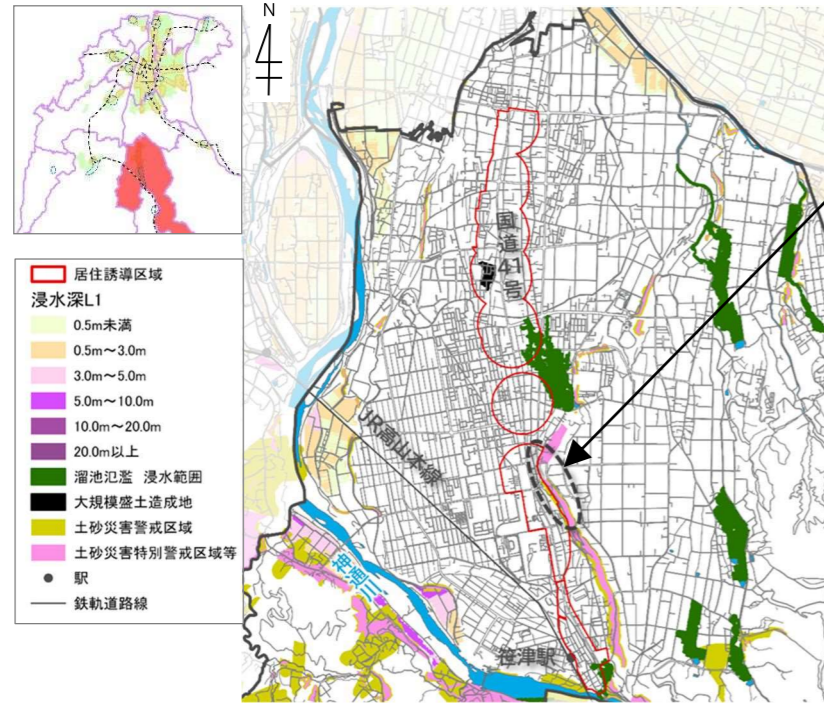 N
居住誘導区域
浸水深L1
0.5m未満
0.5m～3.0m
3.0m～5.0m
5.0m～10.0m
10.0m～20.0m
20.0m以上
溜池氾濫 浸水範囲
大規模盛土造成地
土砂災害警戒区域
土砂災害特別警戒区域等
駅
鉄軌道路線
国道41号
JR高山本線
神通川
笹津駅